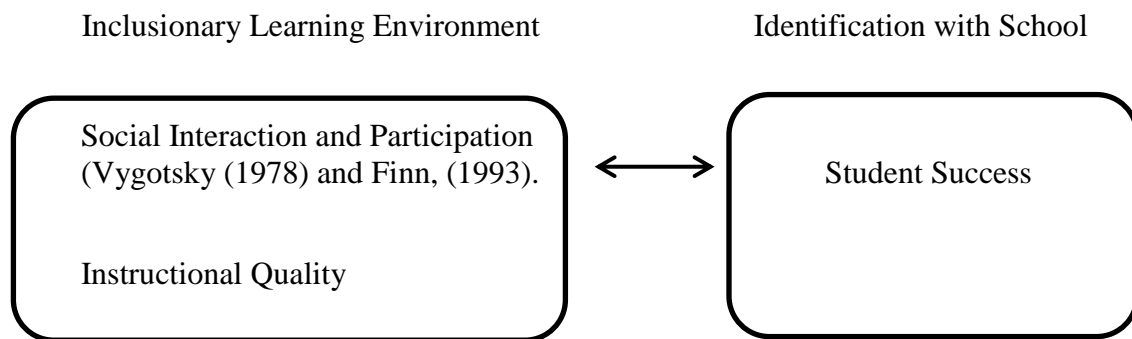 Inclusionary Learning Environment
Identification with School
Social Interaction and Participation
(Vygotsky (1978) and Finn, (1993).
Instructional Quality
Student Success